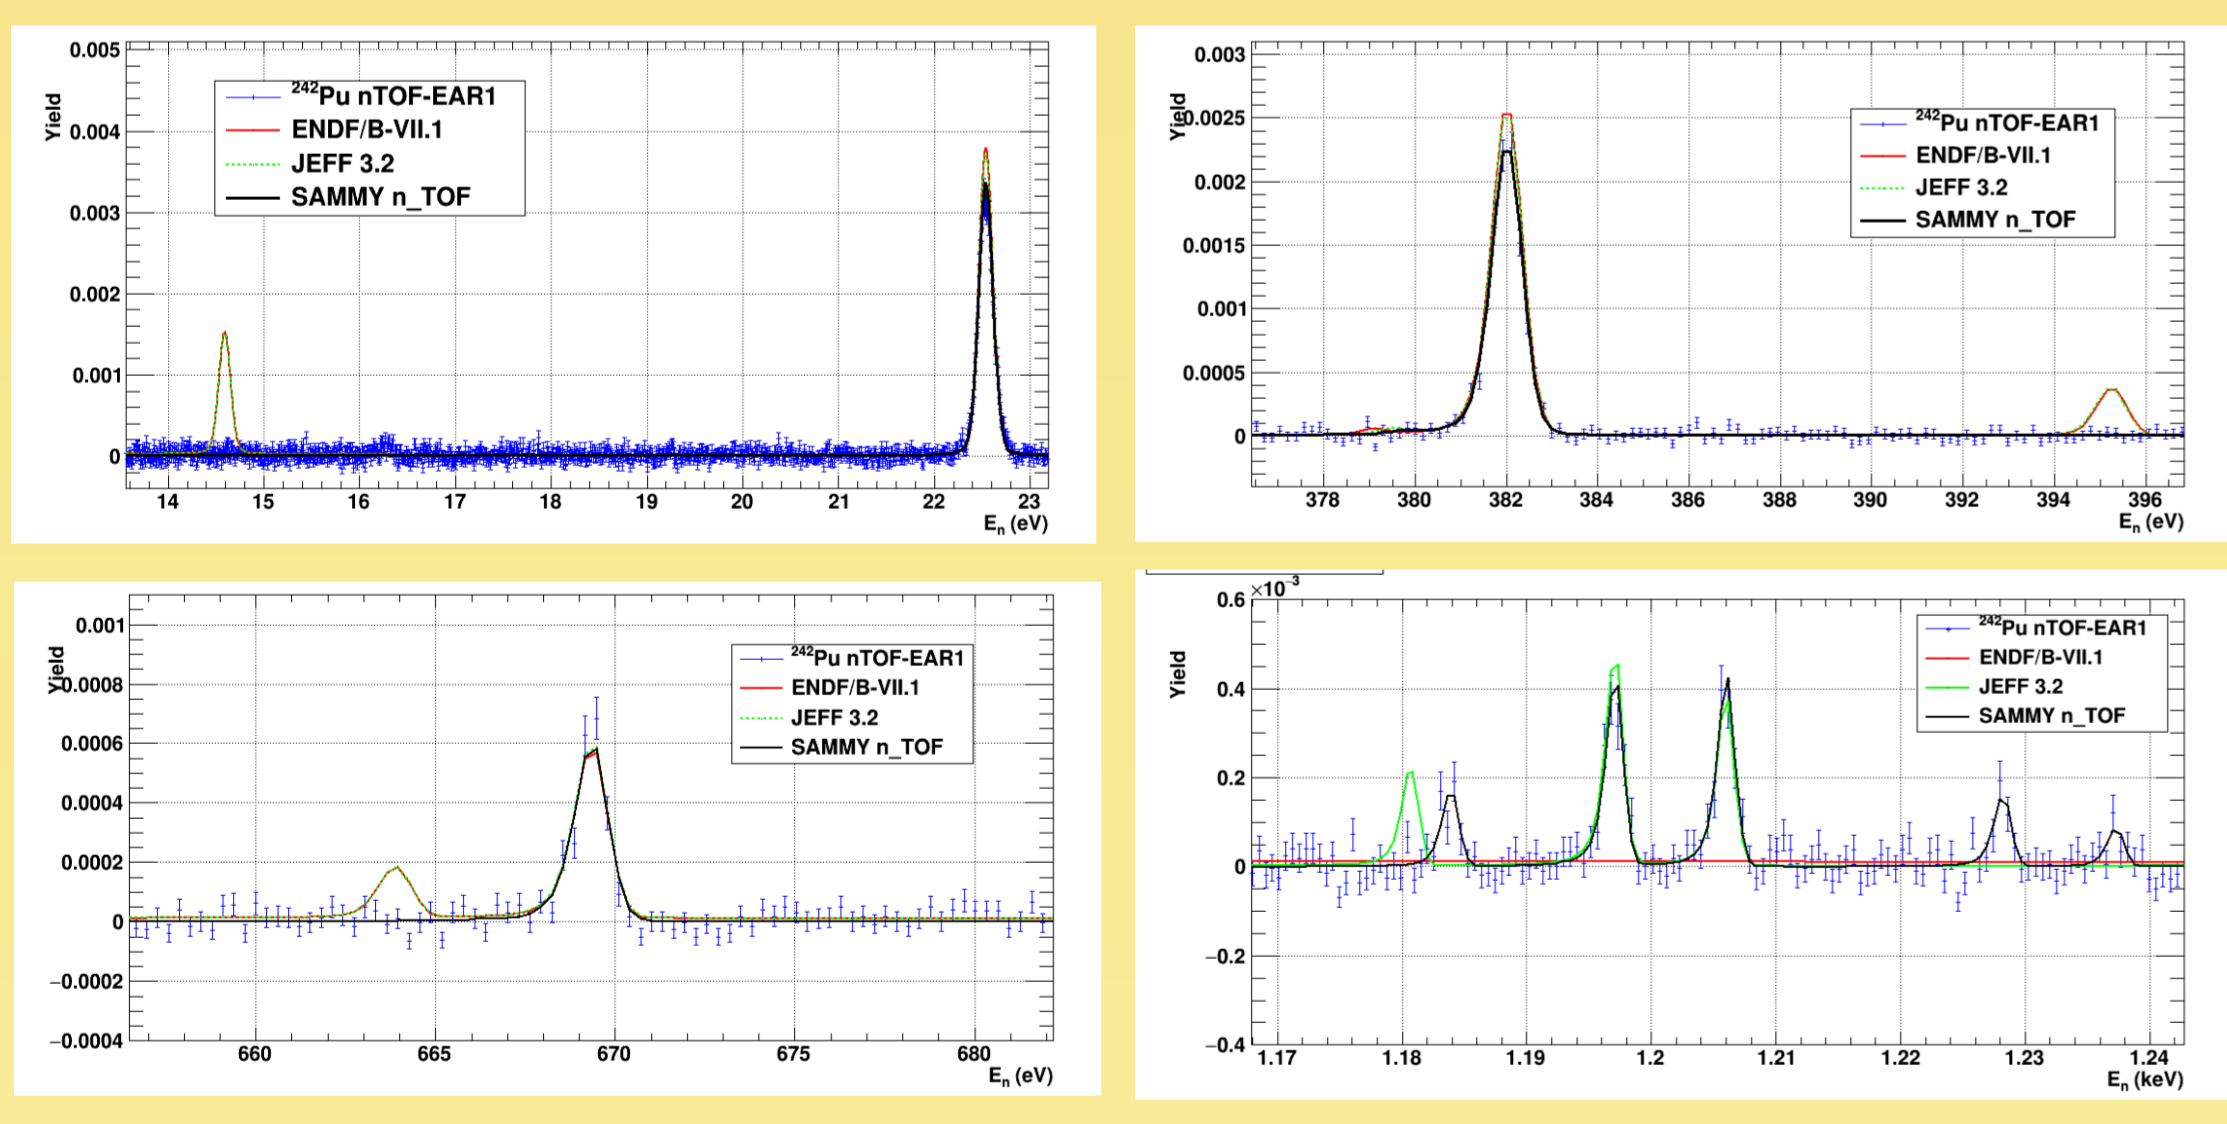 0.005
0.004
0.003
0.002
0.001
0
Yield
²⁴²Pu nTOF-EAR1
ENDF/B-VII.1
JEFF 3.2
SAMMY n_TOF
14 15 16 17 18 19 20 21 22 23
Eₙ (eV)
0.003
0.0025
0.002
0.0015
0.001
0.0005
0
Yield
²⁴²Pu nTOF-EAR1
ENDF/B-VII.1
JEFF 3.2
SAMMY n_TOF
378 380 382 384 386 388 390 392 394 396
Eₙ (eV)
0.001
0.0008
0.0006
0.0004
0.0002
0
−0.0002
−0.0004
Yield
²⁴²Pu nTOF-EAR1
ENDF/B-VII.1
JEFF 3.2
SAMMY n_TOF
660 665 670 675 680
Eₙ (eV)
×10⁻³
0.6
0.4
0.2
0
−0.2
−0.4
Yield
²⁴²Pu nTOF-EAR1
ENDF/B-VII.1
JEFF 3.2
SAMMY n_TOF
1.17 1.18 1.19 1.2 1.21 1.22 1.23 1.24
Eₙ (keV)